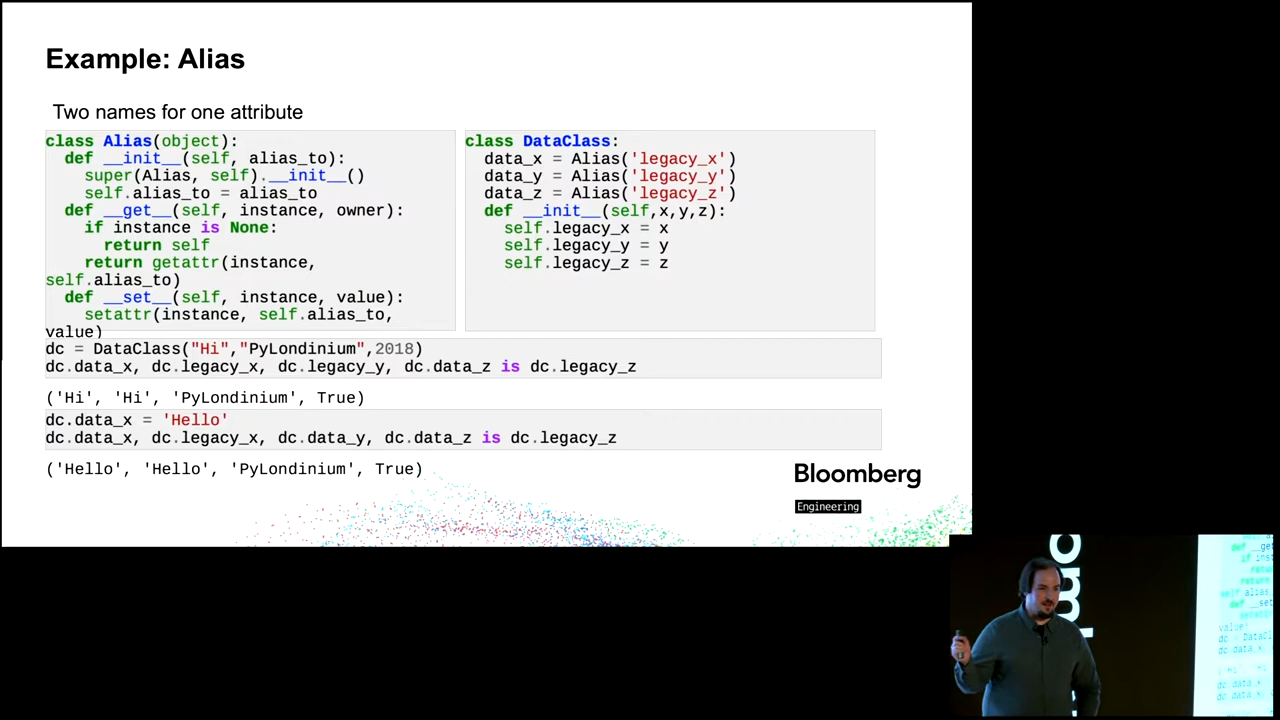 Example: Alias
Two names for one attribute
class Alias(object):
  def __init__(self, alias_to):
    super(Alias, self).__init__()
    self.alias_to = alias_to
  def __get__(self, instance, owner):
    if instance is None:
      return self
    return getattr(instance,
self.alias_to)
  def __set__(self, instance, value):
    setattr(instance, self.alias_to,
value)
class DataClass:
  data_x = Alias('legacy_x')
  data_y = Alias('legacy_y')
  data_z = Alias('legacy_z')
  def __init__(self,x,y,z):
    self.legacy_x = x
    self.legacy_y = y
    self.legacy_z = z
dc = DataClass("Hi","PyLondinium",2018)
dc.data_x, dc.legacy_x, dc.legacy_y, dc.data_z is dc.legacy_z
('Hi', 'Hi', 'PyLondinium', True)
dc.data_x = 'Hello'
dc.data_x, dc.legacy_x, dc.data_y, dc.data_z is dc.legacy_z
('Hello', 'Hello', 'PyLondinium', True)
Bloomberg
Engineering